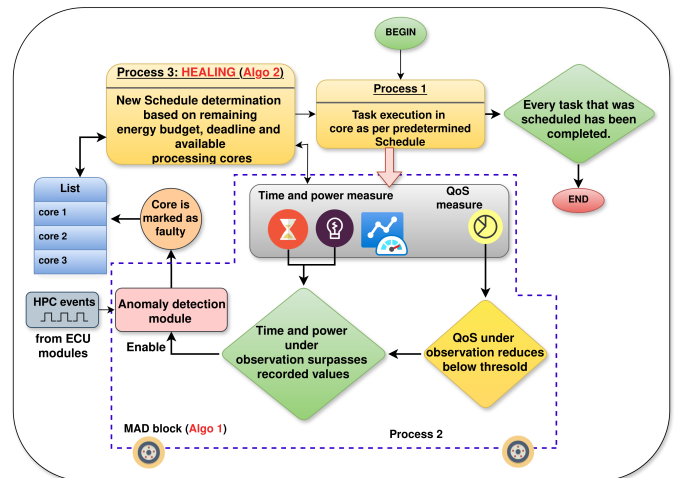 BEGIN
Process 3: HEALING (Algo 2)
New Schedule determination
based on remaining
energy budget, deadline and
available
processing cores
Process 1
Task execution in
core as per predetermined
Schedule
Every task that was
scheduled has been
completed.
END
List
core 1
core 2
core 3
Core is
marked as
faulty
Time and power measure
QoS
measure
HPC events
from ECU
modules
Anomaly detection
module
Enable
Time and power
under
observation surpasses
recorded values
QoS under
observation reduces
below thresold
MAD block (Algo 1)
Process 2